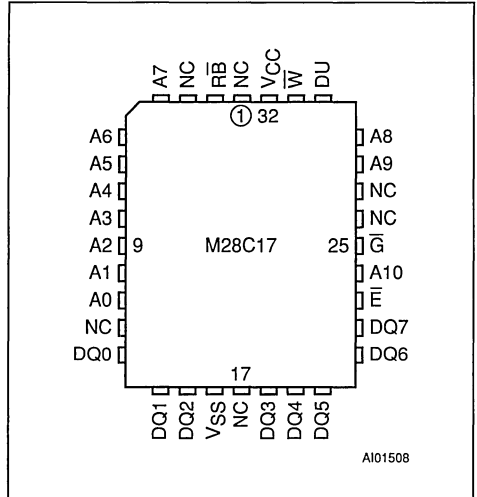 A7 NC R̅B̅ NC VCC W̅ DU
1 32
A6 A8
A5 A9
A4 NC
A3 NC
A2 9 M28C17 25 G̅
A1 A10
A0 E̅
NC DQ7
DQ0 DQ6
17
DQ1 DQ2 VSS NC DQ3 DQ4 DQ5
AI01508